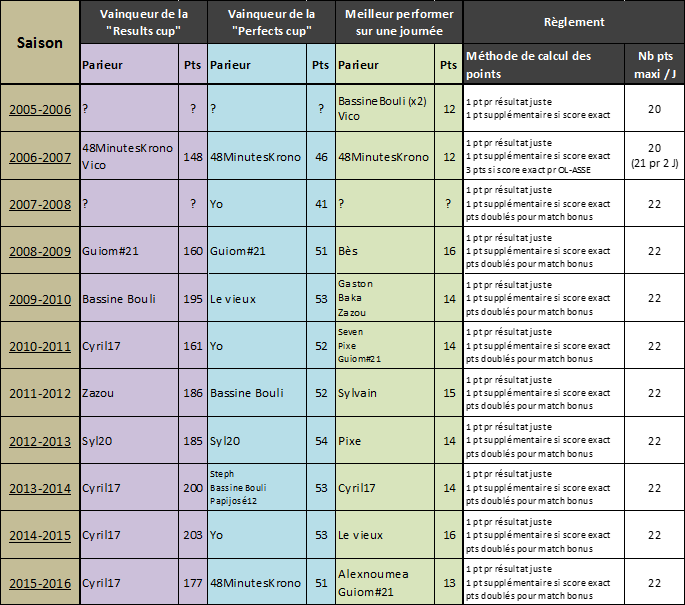 Saison
Vainqueur de la "Results cup"
Vainqueur de la "Perfects cup"
Meilleur performer sur une journée
Règlement
Parieur Pts Parieur Pts Parieur Pts Méthode de calcul des points Nb pts maxi / J
2005-2006 ? ? ? ? BassineBouli (x2) 12 1 pt pr résultat juste 20
Vico 1 pt supplémentaire si score exact
2006-2007 48MinutesKrono 148 48MinutesKrono 46 48MinutesKrono 12 1 pt pr résultat juste 20
Vico 1 pt supplémentaire si score exact (21 pr 2 J)
3 pts si score exact pr OL-ASSE
2007-2008 ? ? Yo 41 ? ? 1 pt pr résultat juste 22
1 pt supplémentaire si score exact
pts doublés pour match bonus
2008-2009 Guiom#21 160 Guiom#21 51 Bès 16 1 pt pr résultat juste 22
1 pt supplémentaire si score exact
pts doublés pour match bonus
2009-2010 Bassine Bouli 195 Le vieux 53 Gaston 14 1 pt pr résultat juste 22
Baka 1 pt supplémentaire si score exact
Zazou pts doublés pour match bonus
2010-2011 Cyril17 161 Yo 52 Seven 14 1 pt pr résultat juste 22
Pixe 1 pt supplémentaire si score exact
Guiom#21 pts doublés pour match bonus
2011-2012 Zazou 186 Bassine Bouli 52 Sylvain 15 1 pt pr résultat juste 22
1 pt supplémentaire si score exact
pts doublés pour match bonus
2012-2013 Syl20 185 Syl20 54 Pixe 14 1 pt pr résultat juste 22
1 pt supplémentaire si score exact
pts doublés pour match bonus
2013-2014 Cyril17 200 Steph 53 Cyril17 14 1 pt pr résultat juste 22
Bassine Bouli 1 pt supplémentaire si score exact
Papijosé12 pts doublés pour match bonus
2014-2015 Cyril17 203 Yo 53 Le vieux 16 1 pt pr résultat juste 22
1 pt supplémentaire si score exact
pts doublés pour match bonus
2015-2016 Cyril17 177 48MinutesKrono 51 Alexnoumea 13 1 pt pr résultat juste 22
Guiom#21 1 pt supplémentaire si score exact
pts doublés pour match bonus